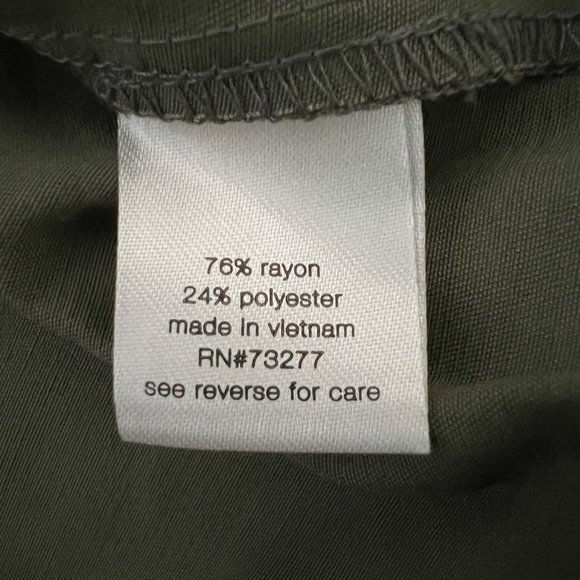 76% rayon
24% polyester
made in vietnam
RN#73277
see reverse for care